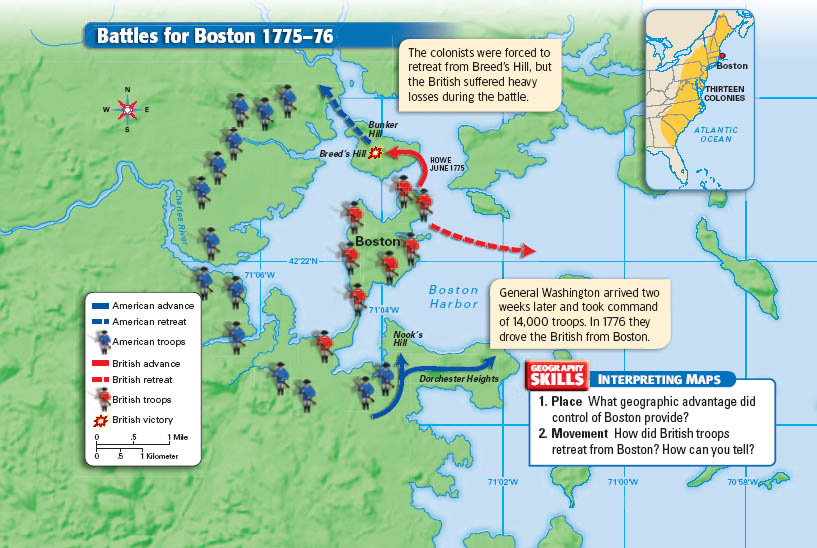 Battles for Boston 1775–76
The colonists were forced to
retreat from Breed's Hill, but
the British suffered heavy
losses during the battle.
Boston
THIRTEEN
COLONIES
ATLANTIC
OCEAN
N
W
E
S
Bunker
Hill
Breed's Hill
HOWE
JUNE 1775
Charles River
Boston
42°22'N
71°06'W
Boston
Harbor
71°04'W
General Washington arrived two
weeks later and took command
of 14,000 troops. In 1776 they
drove the British from Boston.
American advance
American retreat
American troops
British advance
British retreat
British troops
British victory
0 .5 1 Mile
0 .5 1 Kilometer
Nook's
Hill
Dorchester Heights
GEOGRAPHY
SKILLS
INTERPRETING MAPS
1. Place What geographic advantage did
control of Boston provide?
2. Movement How did British troops
retreat from Boston? How can you tell?
71°02'W
71°00'W
70°58'W